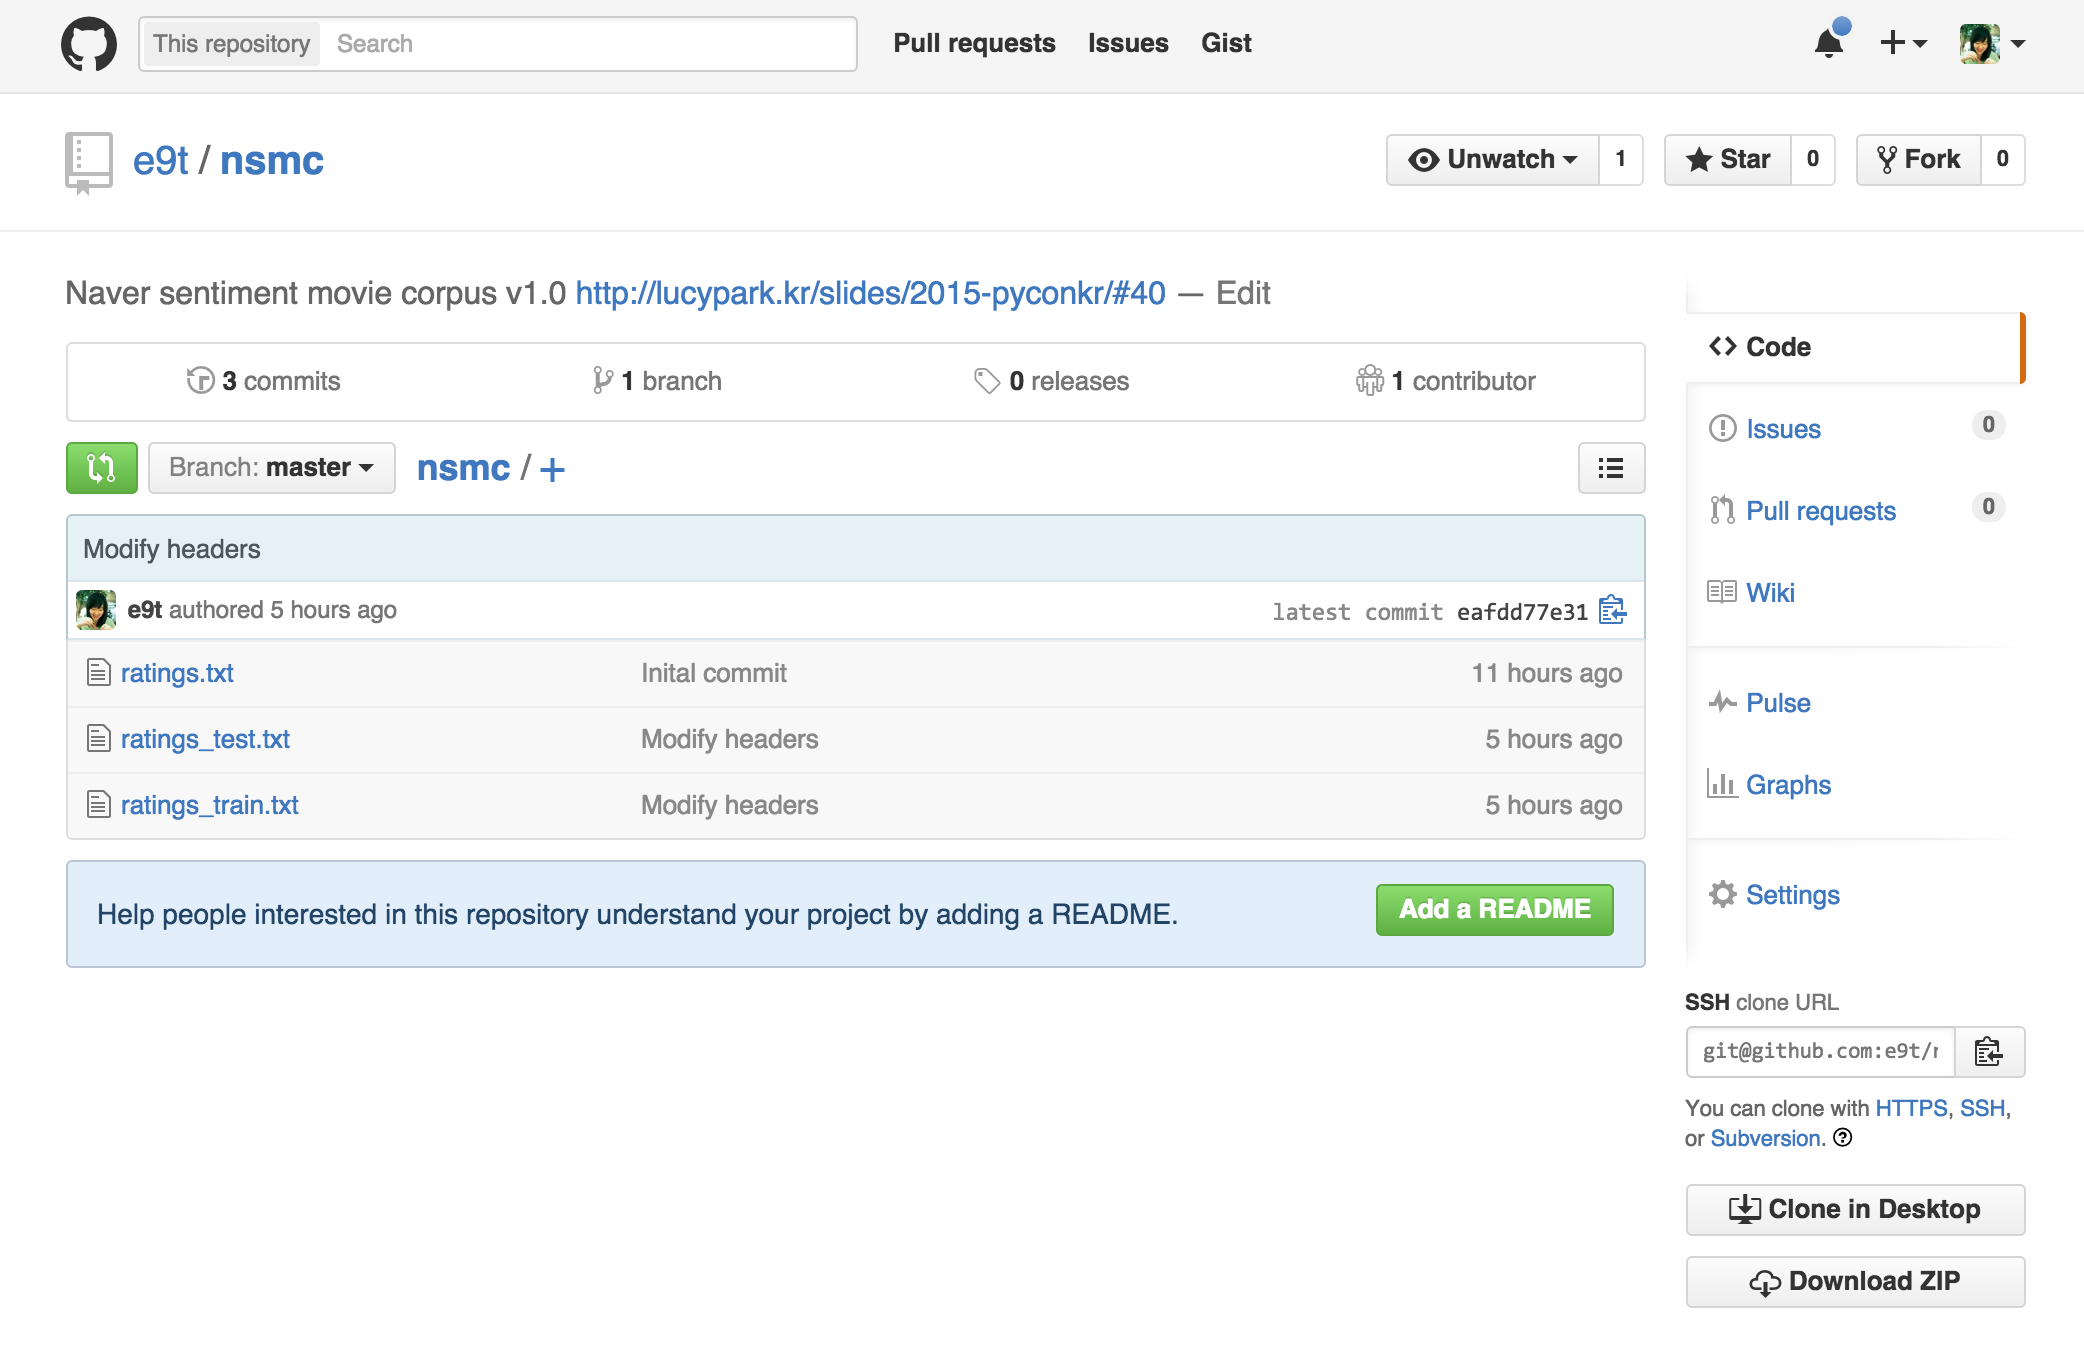 This repository Search Pull requests Issues Gist
e9t / nsmc Unwatch 1 Star 0 Fork 0
Naver sentiment movie corpus v1.0 http://lucypark.kr/slides/2015-pyconkr/#40 — Edit
3 commits 1 branch 0 releases 1 contributor
Branch: master nsmc / +
Modify headers
e9t authored 5 hours ago latest commit eafdd77e31
ratings.txt Inital commit 11 hours ago
ratings_test.txt Modify headers 5 hours ago
ratings_train.txt Modify headers 5 hours ago
Help people interested in this repository understand your project by adding a README. Add a README
Code
Issues 0
Pull requests 0
Wiki
Pulse
Graphs
Settings
SSH clone URL
git@github.com:e9t/
You can clone with HTTPS, SSH,
or Subversion.
Clone in Desktop
Download ZIP